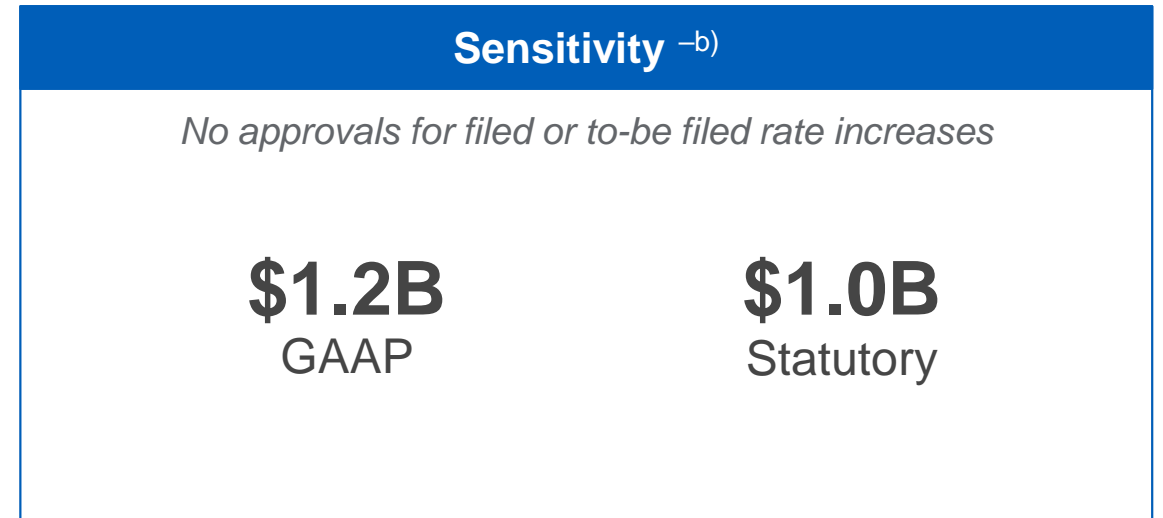 Sensitivity –b)
No approvals for filed or to-be filed rate increases
$1.2B $1.0B
GAAP Statutory